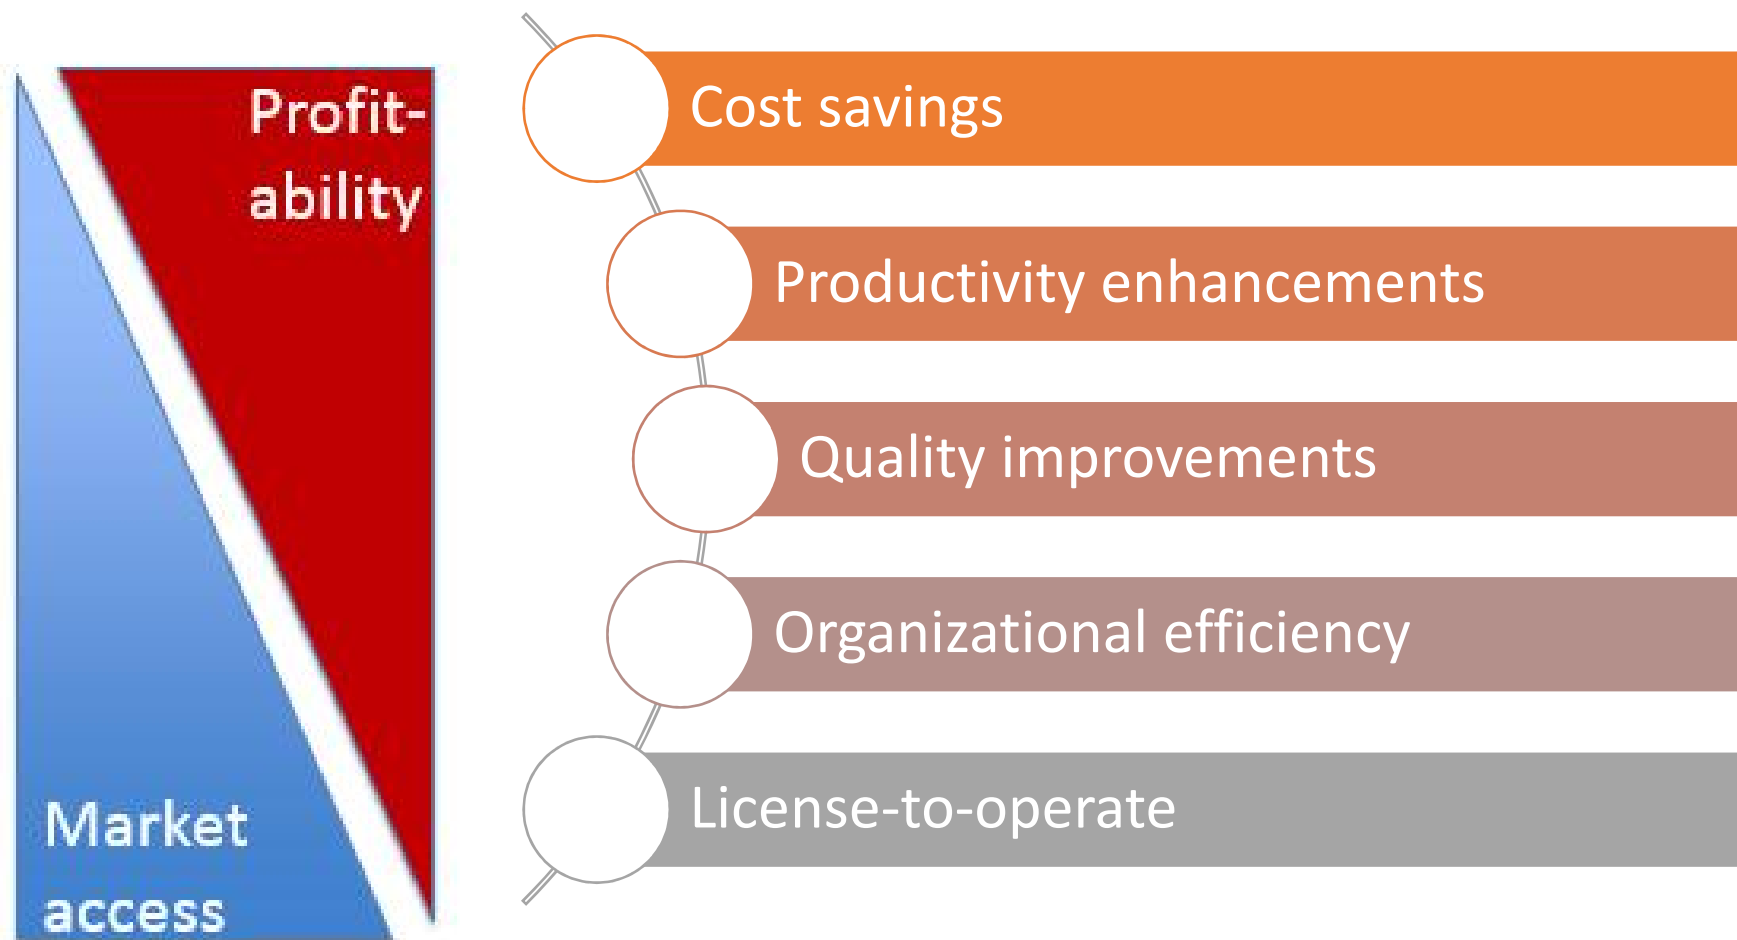 Profit-
ability
Market
access
Cost savings
Productivity enhancements
Quality improvements
Organizational efficiency
License-to-operate